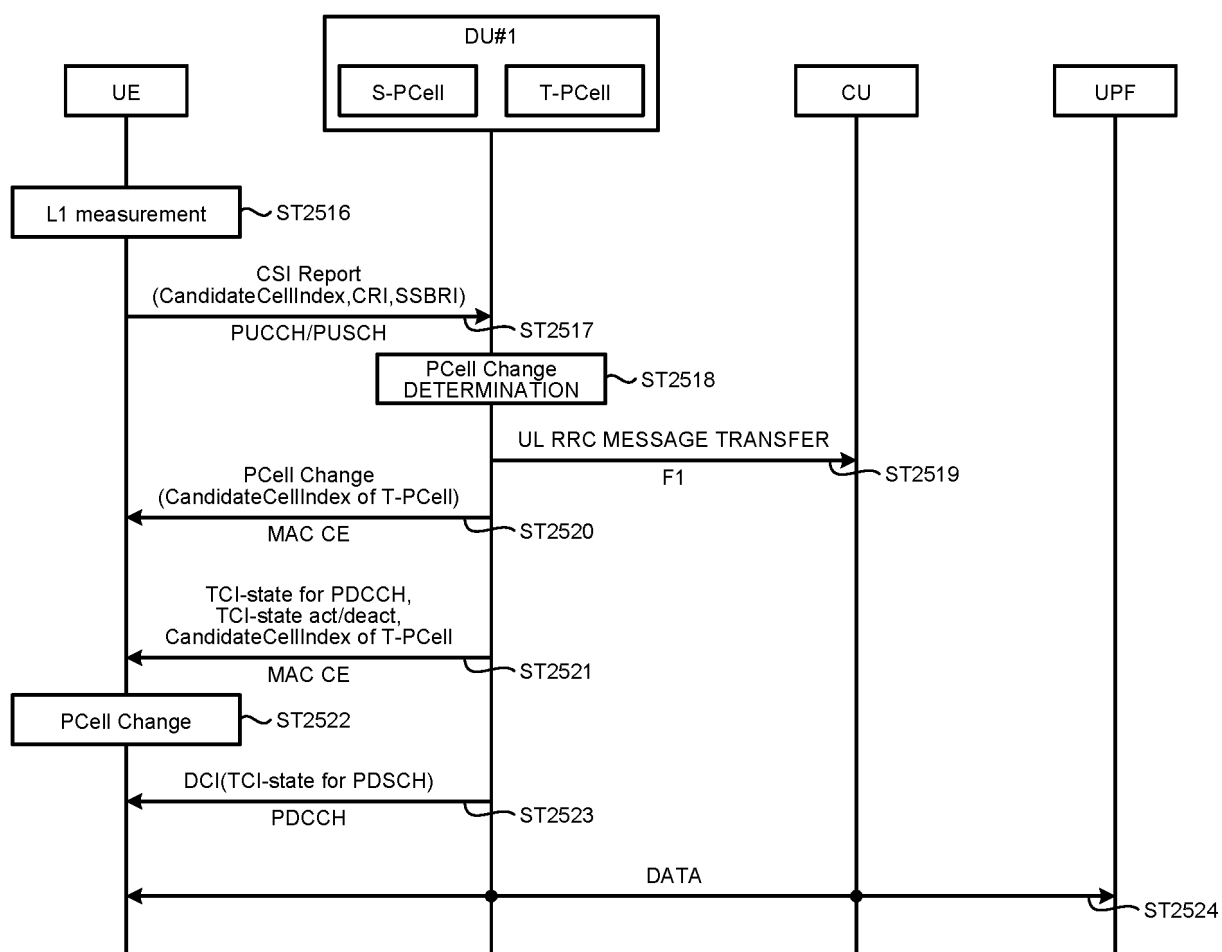 DU#1
UE
S-PCell
T-PCell
CU
UPF
L1 measurement
ST2516
CSI Report
(CandidateCellIndex,CRI,SSBRI)
PUCCH/PUSCH
ST2517
PCell Change
DETERMINATION
ST2518
UL RRC MESSAGE TRANSFER
F1
ST2519
PCell Change
(CandidateCellIndex of T-PCell)
MAC CE
ST2520
TCI-state for PDCCH,
TCI-state act/deact,
CandidateCellIndex of T-PCell
MAC CE
ST2521
PCell Change
ST2522
DCI(TCI-state for PDSCH)
PDCCH
ST2523
DATA
ST2524